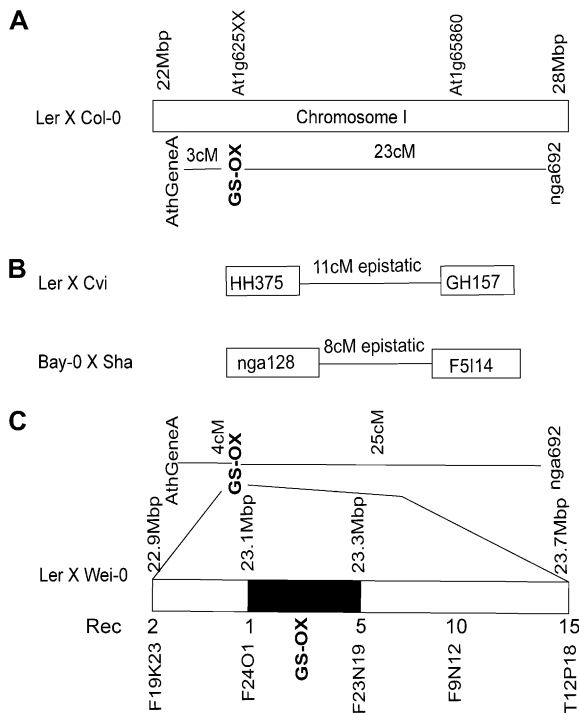 A
22Mbp
At1g625XX
At1g65860
28Mbp
Ler X Col-0
Chromosome I
AthGeneA
3cM
GS-OX
23cM
nga692
B
Ler X Cvi
HH375
11cM epistatic
GH157
Bay-0 X Sha
nga128
8cM epistatic
F5I14
C
AthGeneA
4cM
GS-OX
25cM
nga692
22.9Mbp
23.1Mbp
23.3Mbp
23.7Mbp
Ler X Wei-0
Rec
2
1
5
10
15
F19K23
F24O1
GS-OX
F23N19
F9N12
T12P18